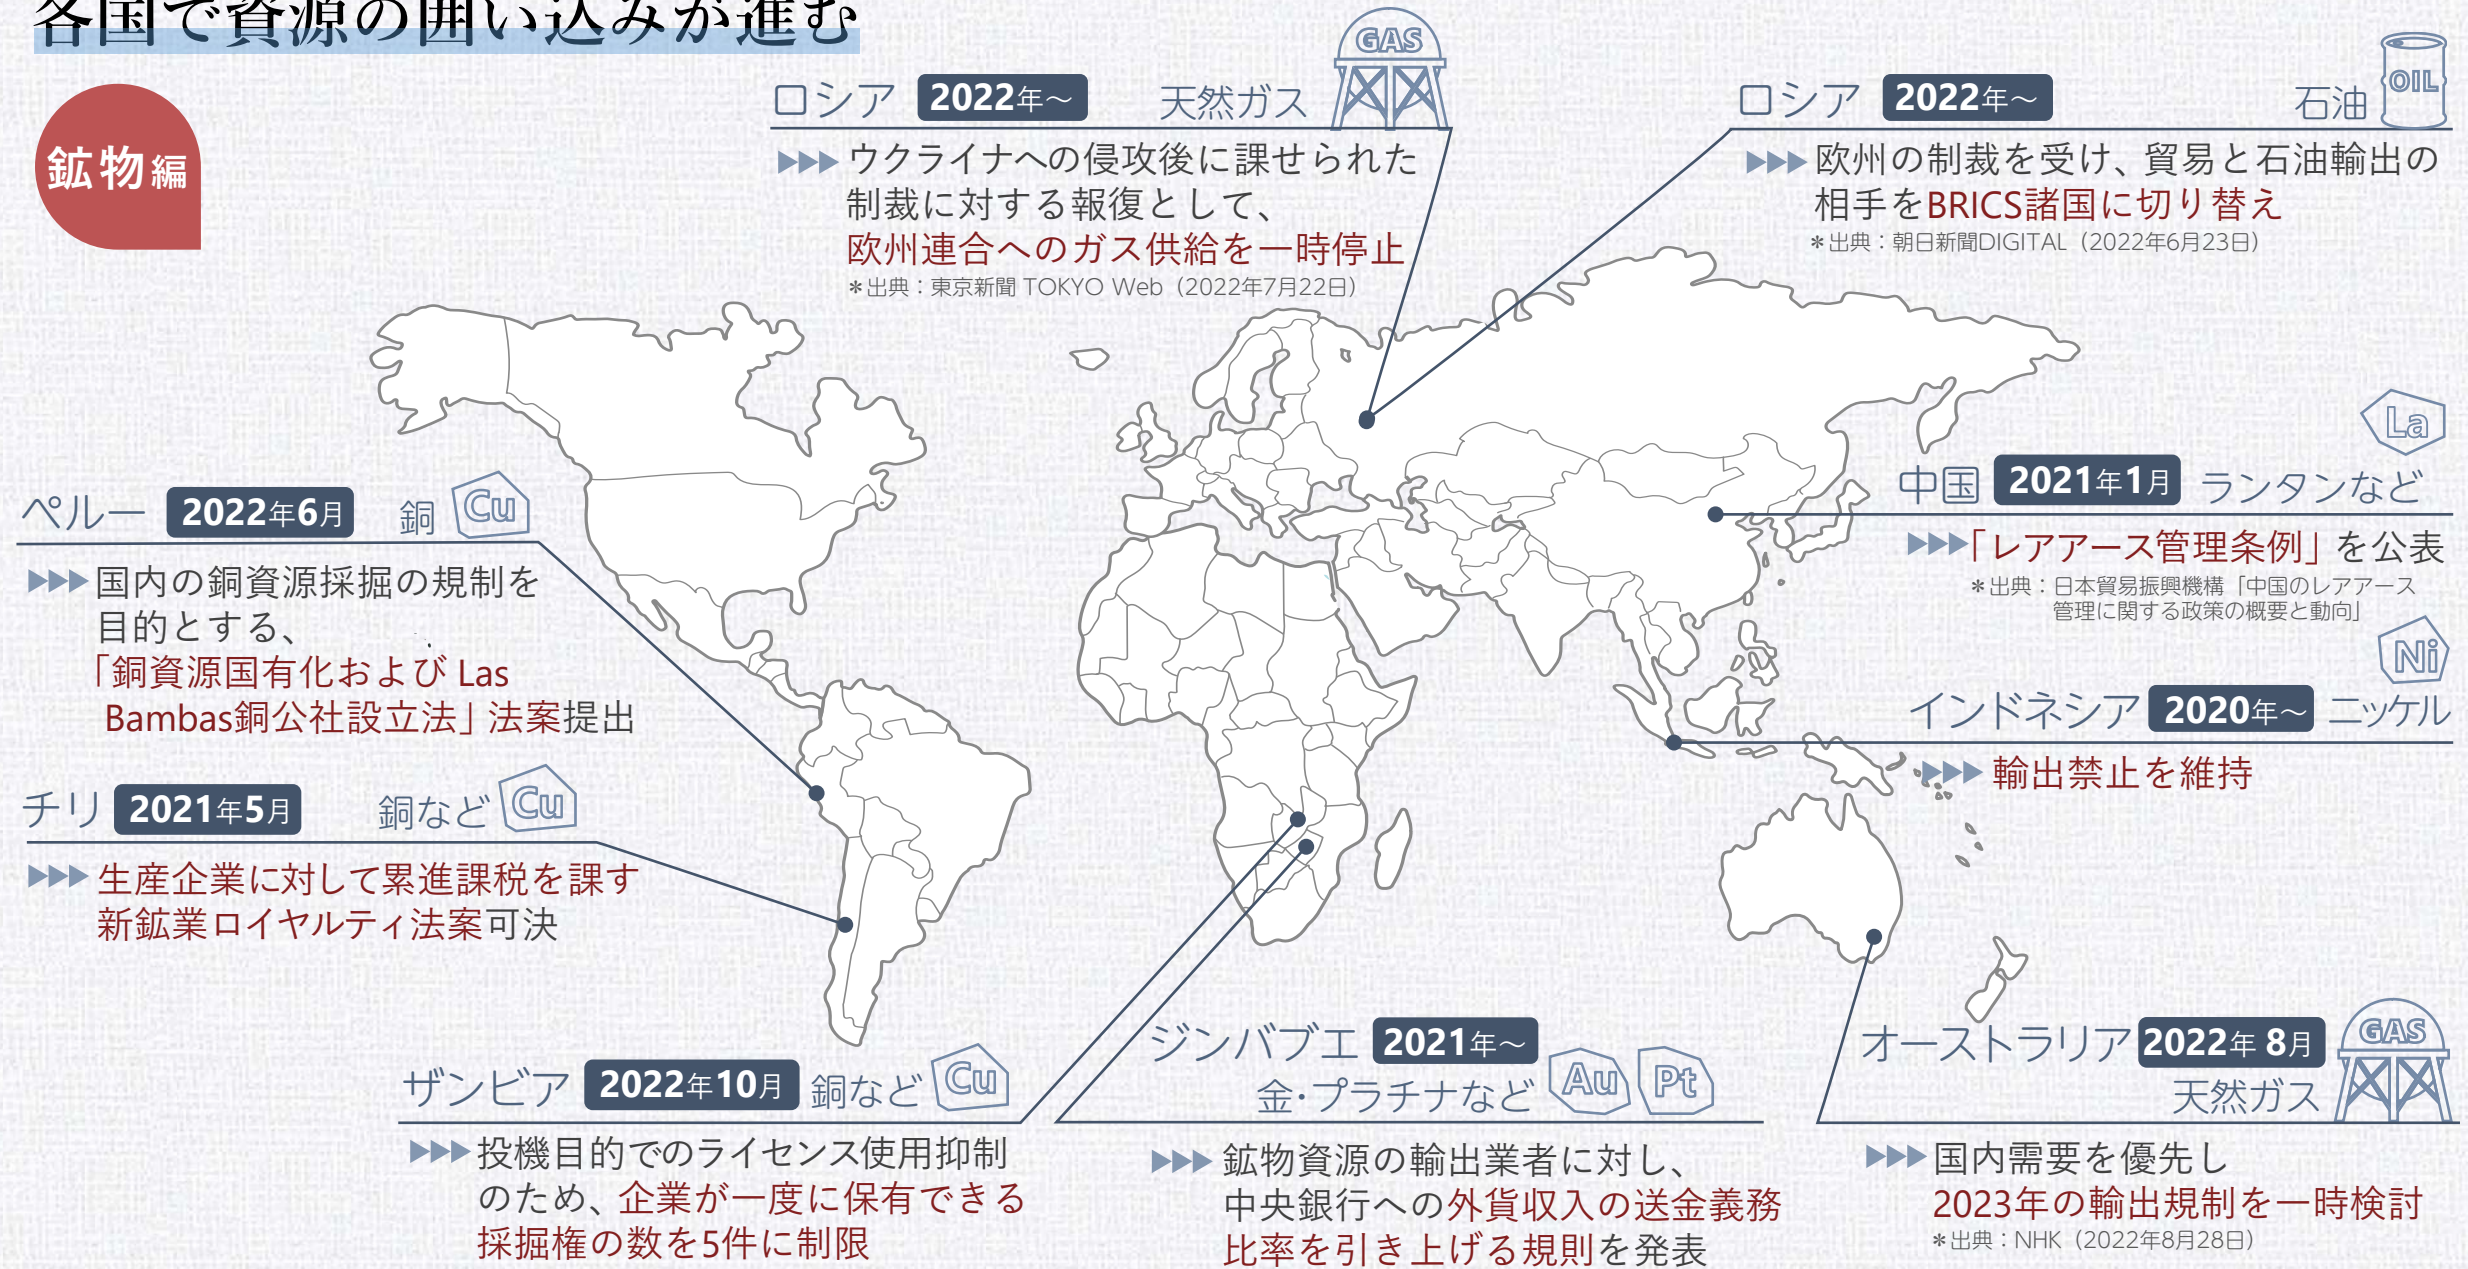 各国で資源の囲い込みが進む
鉱物編
ロシア 2022年～ 天然ガス GAS
▶▶▶ ウクライナへの侵攻後に課せられた
制裁に対する報復として、
欧州連合へのガス供給を一時停止
＊出典：東京新聞 TOKYO Web（2022年7月22日）
ロシア 2022年～ 石油 OIL
▶▶▶ 欧州の制裁を受け、貿易と石油輸出の
相手をBRICS諸国に切り替え
＊出典：朝日新聞DIGITAL（2022年6月23日）
La
中国 2021年1月 ランタンなど
▶▶▶「レアアース管理条例」を公表
＊出典：日本貿易振興機構「中国のレアアース
管理に関する政策の概要と動向」
Ni
インドネシア 2020年～ ニッケル
▶▶▶ 輸出禁止を維持
ペルー 2022年6月 銅 Cu
▶▶▶ 国内の銅資源採掘の規制を
目的とする、
「銅資源国有化および Las
Bambas銅公社設立法」法案提出
チリ 2021年5月 銅など Cu
▶▶▶ 生産企業に対して累進課税を課す
新鉱業ロイヤルティ法案可決
ザンビア 2022年10月 銅など Cu
▶▶▶ 投機目的でのライセンス使用抑制
のため、企業が一度に保有できる
採掘権の数を5件に制限
ジンバブエ 2021年～
金・プラチナなど Au Pt
▶▶▶ 鉱物資源の輸出業者に対し、
中央銀行への外貨収入の送金義務
比率を引き上げる規則を発表
オーストラリア 2022年 8月 GAS
天然ガス
▶▶▶ 国内需要を優先し
2023年の輸出規制を一時検討
＊出典：NHK（2022年8月28日）